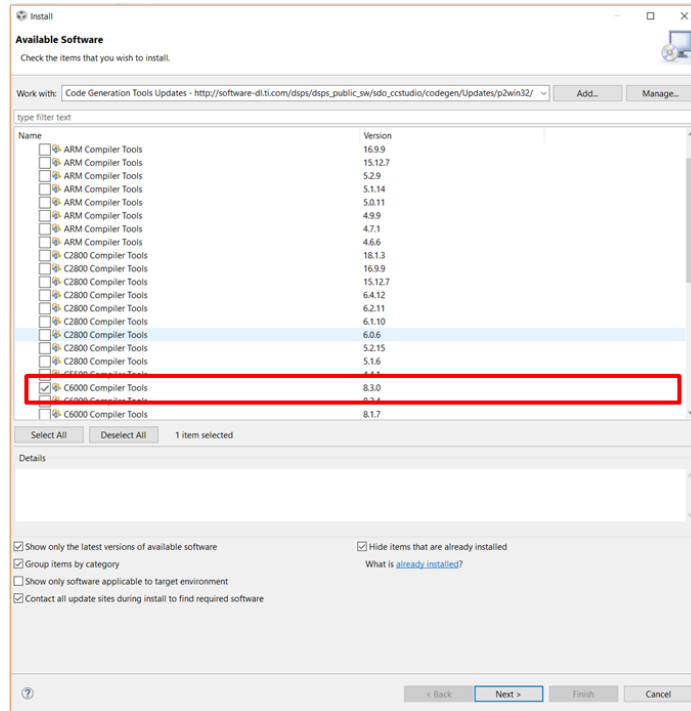 Install
Available Software
Check the items that you wish to install.
Work with: Code Generation Tools Updates - http://software-dl.ti.com/dsps/dsps_public_sw/sdo_ccstudio/codegen/Updates/p2win32/ Add... Manage...
type filter text
Name Version
ARM Compiler Tools 16.9.9
ARM Compiler Tools 15.12.7
ARM Compiler Tools 5.2.9
ARM Compiler Tools 5.1.14
ARM Compiler Tools 5.0.11
ARM Compiler Tools 4.9.9
ARM Compiler Tools 4.7.1
ARM Compiler Tools 4.6.6
C2800 Compiler Tools 18.1.3
C2800 Compiler Tools 16.9.9
C2800 Compiler Tools 15.12.7
C2800 Compiler Tools 6.4.12
C2800 Compiler Tools 6.2.11
C2800 Compiler Tools 6.1.10
C2800 Compiler Tools 6.0.6
C2800 Compiler Tools 5.2.15
C2800 Compiler Tools 5.1.6
Compiler Tools
C6000 Compiler Tools 8.3.0
C6000 Compiler Tools
C6000 Compiler Tools 8.1.7
Select All Deselect All 1 item selected
Details
Show only the latest versions of available software Hide items that are already installed
Group items by category What is already installed?
Show only software applicable to target environment
Contact all update sites during install to find required software
< Back Next > Finish Cancel